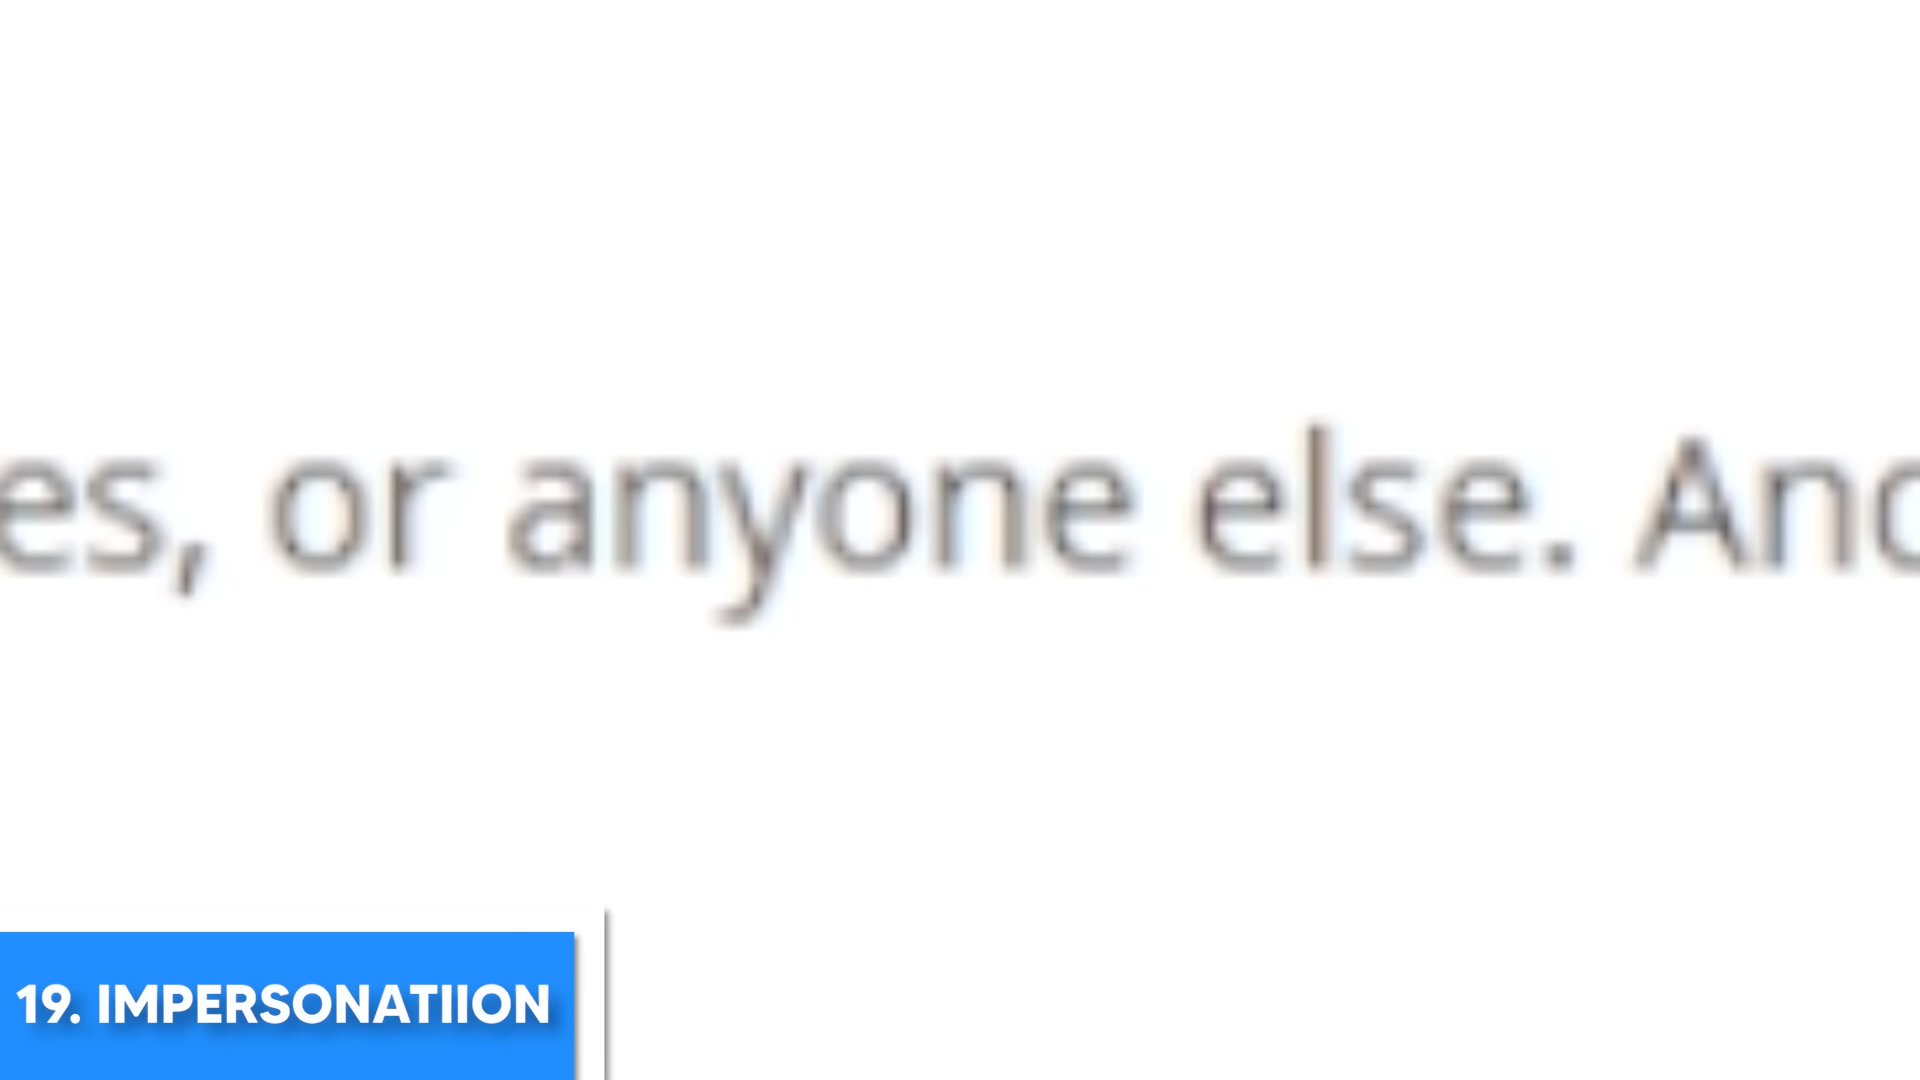 es, or anyone else. And
19. IMPERSONATIION